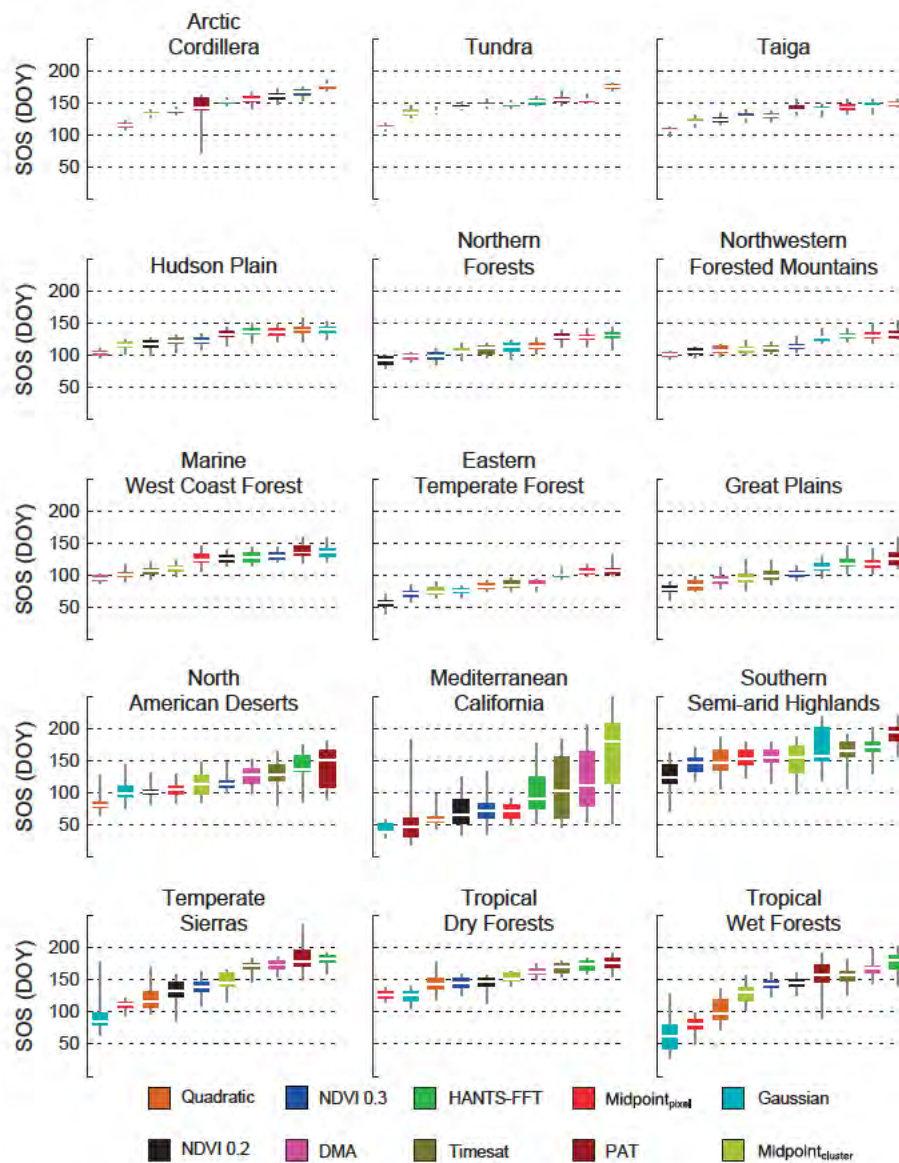 Arctic
Cordillera
Tundra
Taiga
SOS (DOY)
200
150
100
50
Hudson Plain
Northern
Forests
Northwestern
Forested Mountains
SOS (DOY)
200
150
100
50
Marine
West Coast Forest
Eastern
Temperate Forest
Great Plains
SOS (DOY)
200
150
100
50
North
American Deserts
Mediterranean
California
Southern
Semi-arid Highlands
SOS (DOY)
200
150
100
50
Temperate
Sierras
Tropical
Dry Forests
Tropical
Wet Forests
SOS (DOY)
200
150
100
50
Quadratic NDVI 0.3 HANTS-FFT Midpointpixel Gaussian
NDVI 0.2 DMA Timesat PAT Midpointcluster